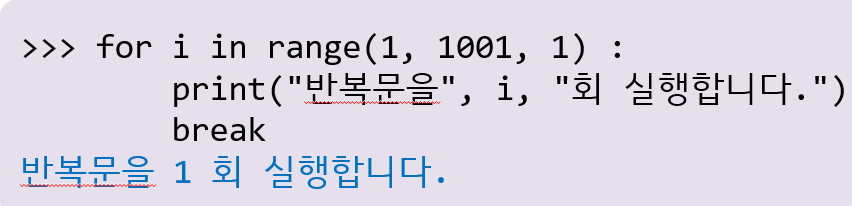 >>> for i in range(1, 1001, 1) :
print("반복문을", i, "회 실행합니다.")
break
반복문을 1 회 실행합니다.